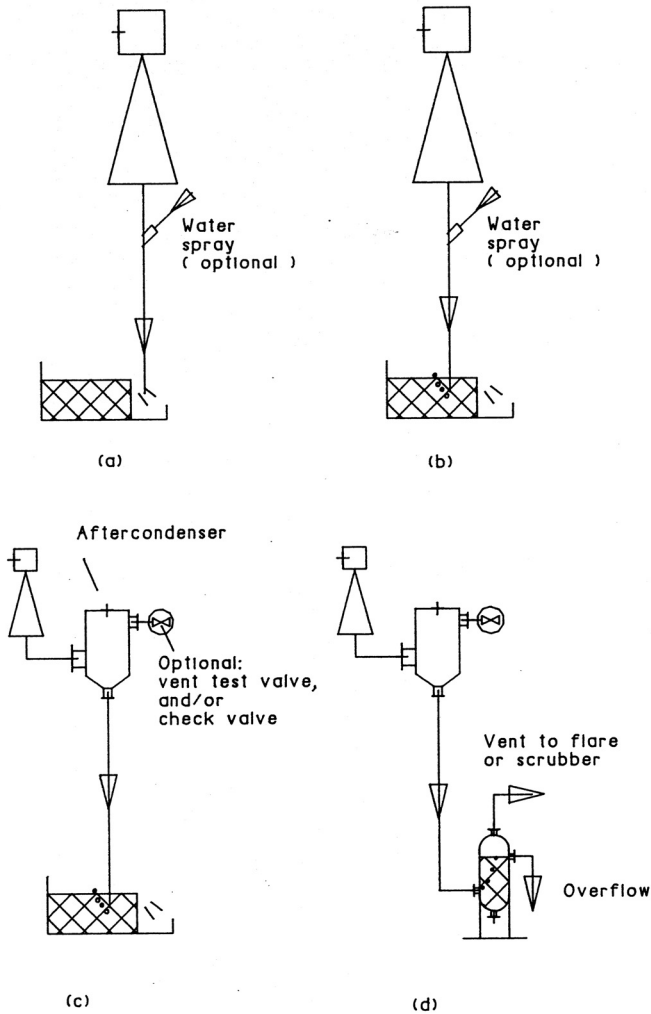 Water
spray
( optional )
Water
spray
( optional )
(a)
(b)
Aftercondenser
Optional:
vent test valve,
and/or
check valve
Vent to flare
or scrubber
Overflow
(c)
(d)